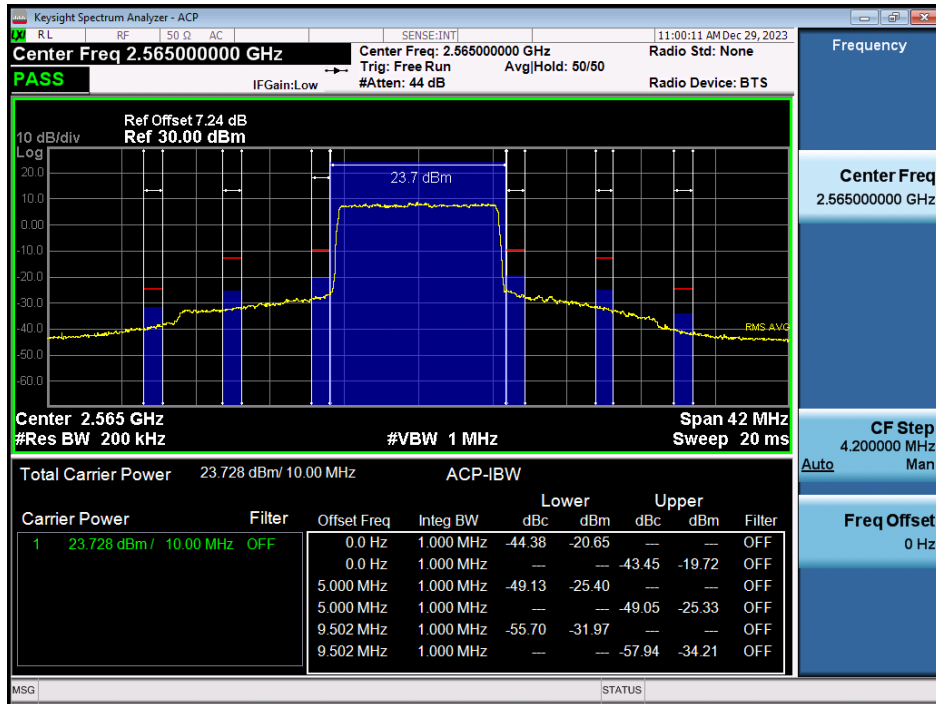 Keysight Spectrum Analyzer - ACP
LXI RL RF 50 Ω AC SENSE:INT 11:00:11 AM Dec 29, 2023
Center Freq 2.565000000 GHz
Center Freq: 2.565000000 GHz Radio Std: None
Trig: Free Run Avg|Hold: 50/50
PASS IFGain:Low #Atten: 44 dB Radio Device: BTS
Ref Offset 7.24 dB
10 dB/div Ref 30.00 dBm
Log
20.0
10.0
0.00
-10.0
-20.0
-30.0
-40.0
-50.0
-60.0
23.7 dBm
RMS AVG
Center 2.565 GHz Span 42 MHz
#Res BW 200 kHz #VBW 1 MHz Sweep 20 ms
Total Carrier Power 23.728 dBm/ 10.00 MHz ACP-IBW
Lower Upper
Carrier Power Filter Offset Freq Integ BW dBc dBm dBc dBm Filter
1 23.728 dBm / 10.00 MHz OFF 0.0 Hz 1.000 MHz -44.38 -20.65 --- --- OFF
0.0 Hz 1.000 MHz --- --- -43.45 -19.72 OFF
5.000 MHz 1.000 MHz -49.13 -25.40 --- --- OFF
5.000 MHz 1.000 MHz --- --- -49.05 -25.33 OFF
9.502 MHz 1.000 MHz -55.70 -31.97 --- --- OFF
9.502 MHz 1.000 MHz --- --- -57.94 -34.21 OFF
MSG STATUS
Frequency
Center Freq
2.565000000 GHz
CF Step
4.200000 MHz
Auto Man
Freq Offset
0 Hz